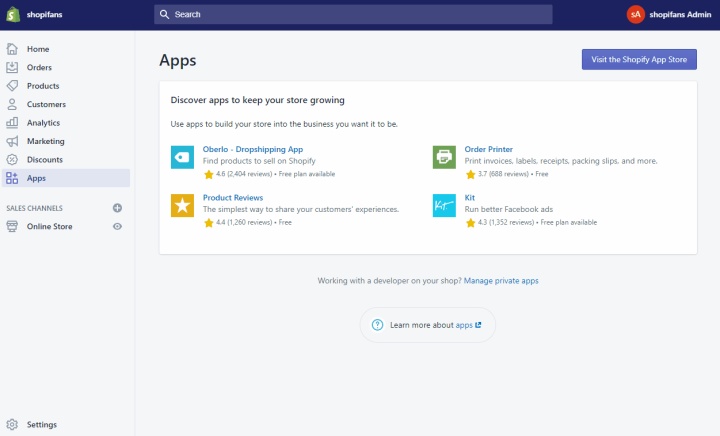 shopifans
Search
sA
shopifans Admin
Home
Orders
Products
Customers
Analytics
Marketing
Discounts
Apps
SALES CHANNELS
Online Store
Settings
Apps
Visit the Shopify App Store
Discover apps to keep your store growing
Use apps to build your store into the business you want it to be.
Oberlo - Dropshipping App
Find products to sell on Shopify
4.6 (2,404 reviews) • Free plan available
Order Printer
Print invoices, labels, receipts, packing slips, and more.
3.7 (688 reviews) • Free
Product Reviews
The simplest way to share your customers' experiences.
4.4 (1,260 reviews) • Free
Kit
Kit
Run better Facebook ads
4.3 (1,352 reviews) • Free plan available
Working with a developer on your shop? Manage private apps
Learn more about apps